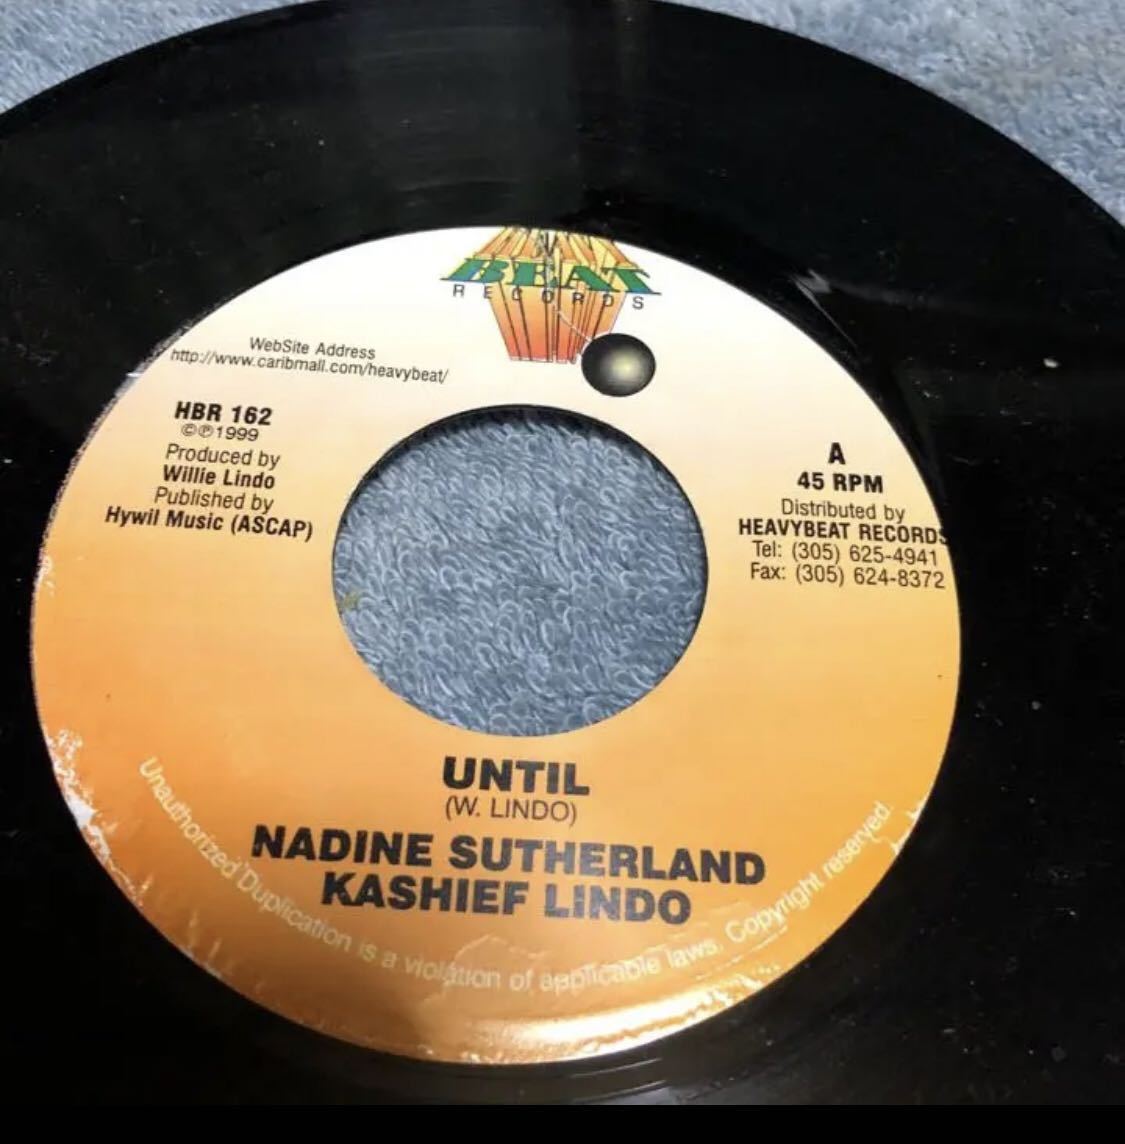 BEAT
RECORDS
WebSite Address
http://www.caribmall.com/heavybeat/
HBR 162
©℗1999
Produced by
Willie Lindo
Published by
Hywil Music (ASCAP)
A
45 RPM
Distributed by
HEAVYBEAT RECORDS
Tel: (305) 625-4941
Fax: (305) 624-8372
UNTIL
(W. LINDO)
NADINE SUTHERLAND
KASHIEF LINDO
Unauthorized Duplication is a violation of applicable laws. Copyright reserved.